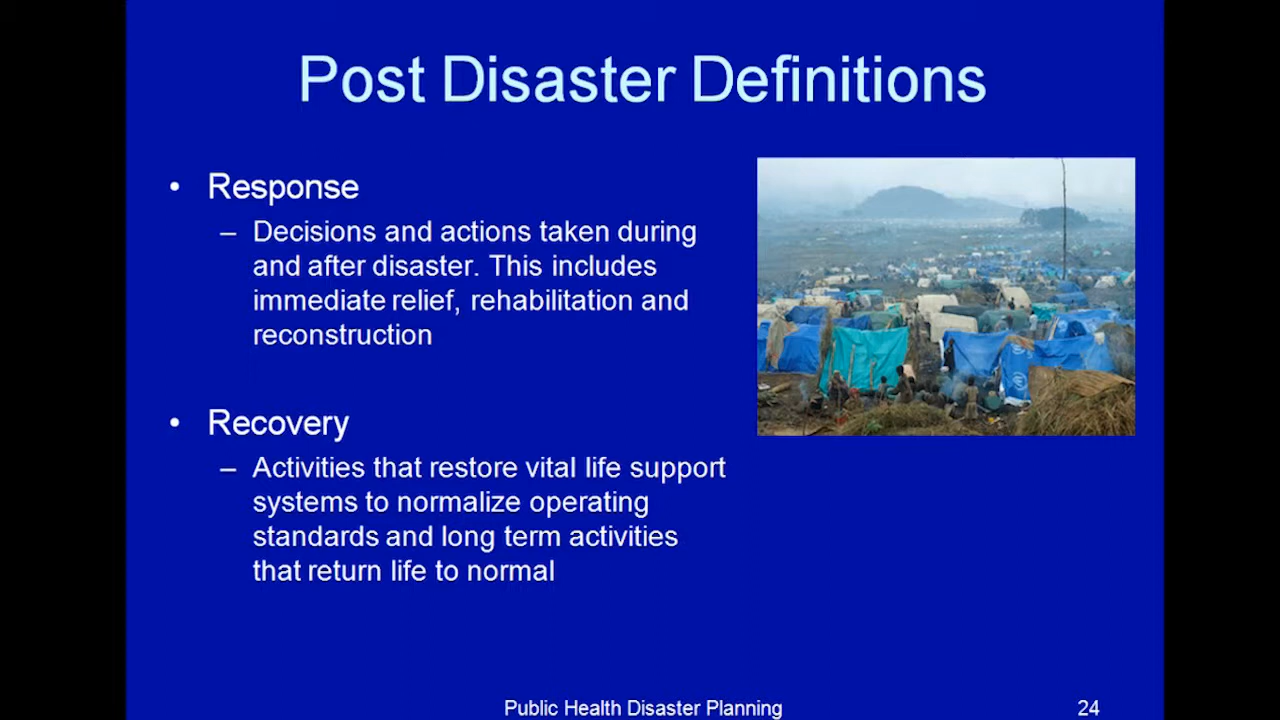 Post Disaster Definitions
• Response
– Decisions and actions taken during
and after disaster. This includes
immediate relief, rehabilitation and
reconstruction
• Recovery
– Activities that restore vital life support
systems to normalize operating
standards and long term activities
that return life to normal
Public Health Disaster Planning
24